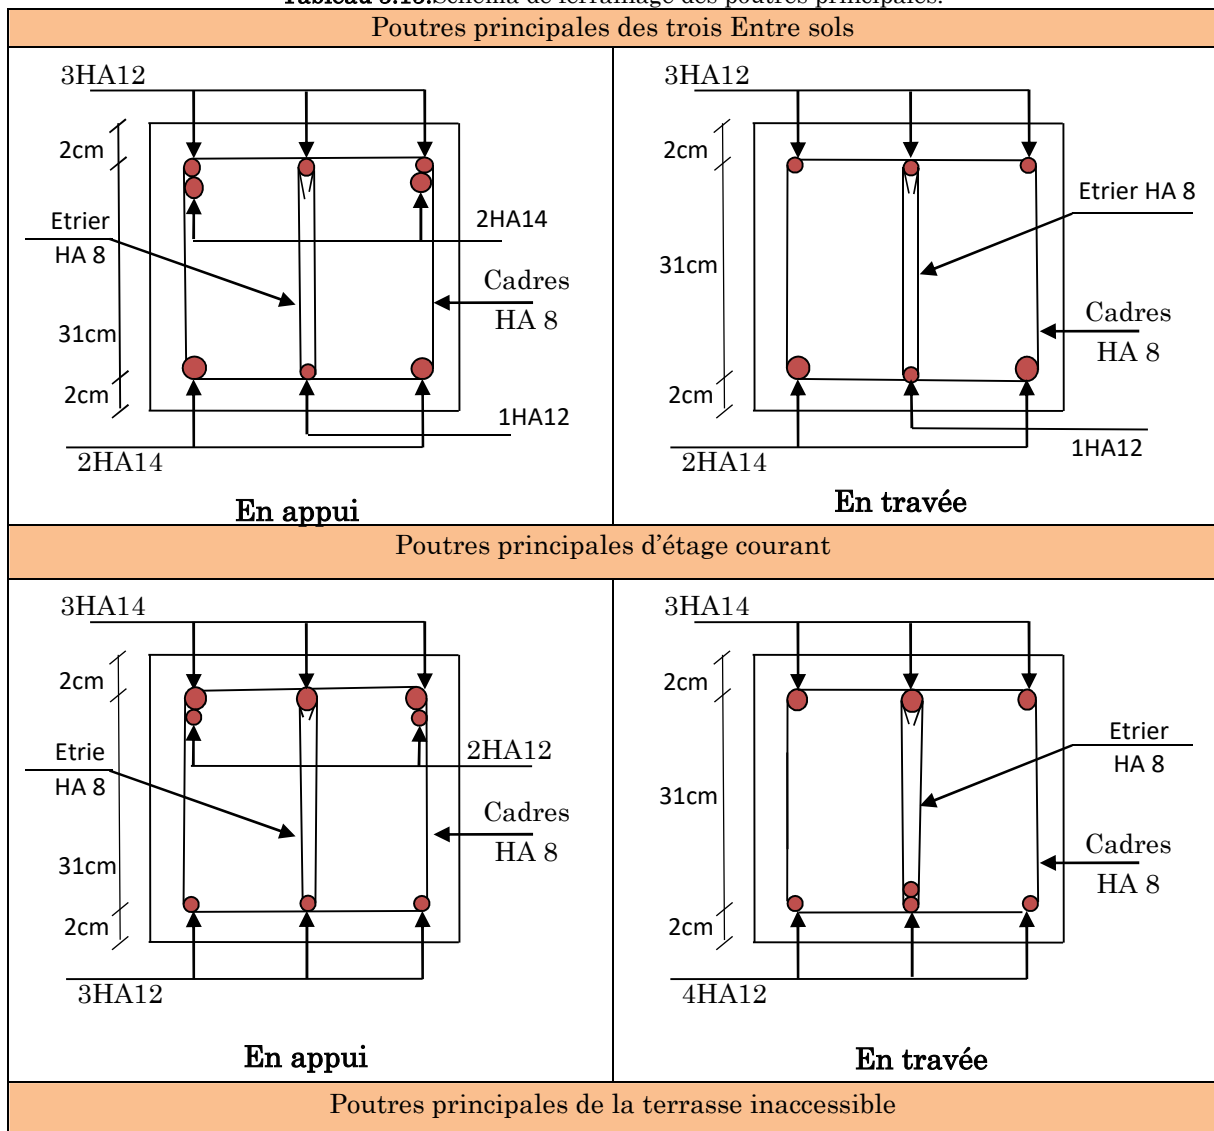 Tableau 5.15.Schéma de ferraillage des poutres principales.
Poutres principales des trois Entre sols
3HA12
2cm
Etrier
HA 8
2HA14
Cadres
HA 8
31cm
2cm
1HA12
2HA14
En appui
3HA12
2cm
Etrier HA 8
31cm
Cadres
HA 8
2cm
1HA12
2HA14
En travée
Poutres principales d’étage courant
3HA14
2cm
Etrie
HA 8
2HA12
Cadres
HA 8
31cm
2cm
3HA12
En appui
3HA14
2cm
Etrier
HA 8
31cm
Cadres
HA 8
2cm
4HA12
En travée
Poutres principales de la terrasse inaccessible